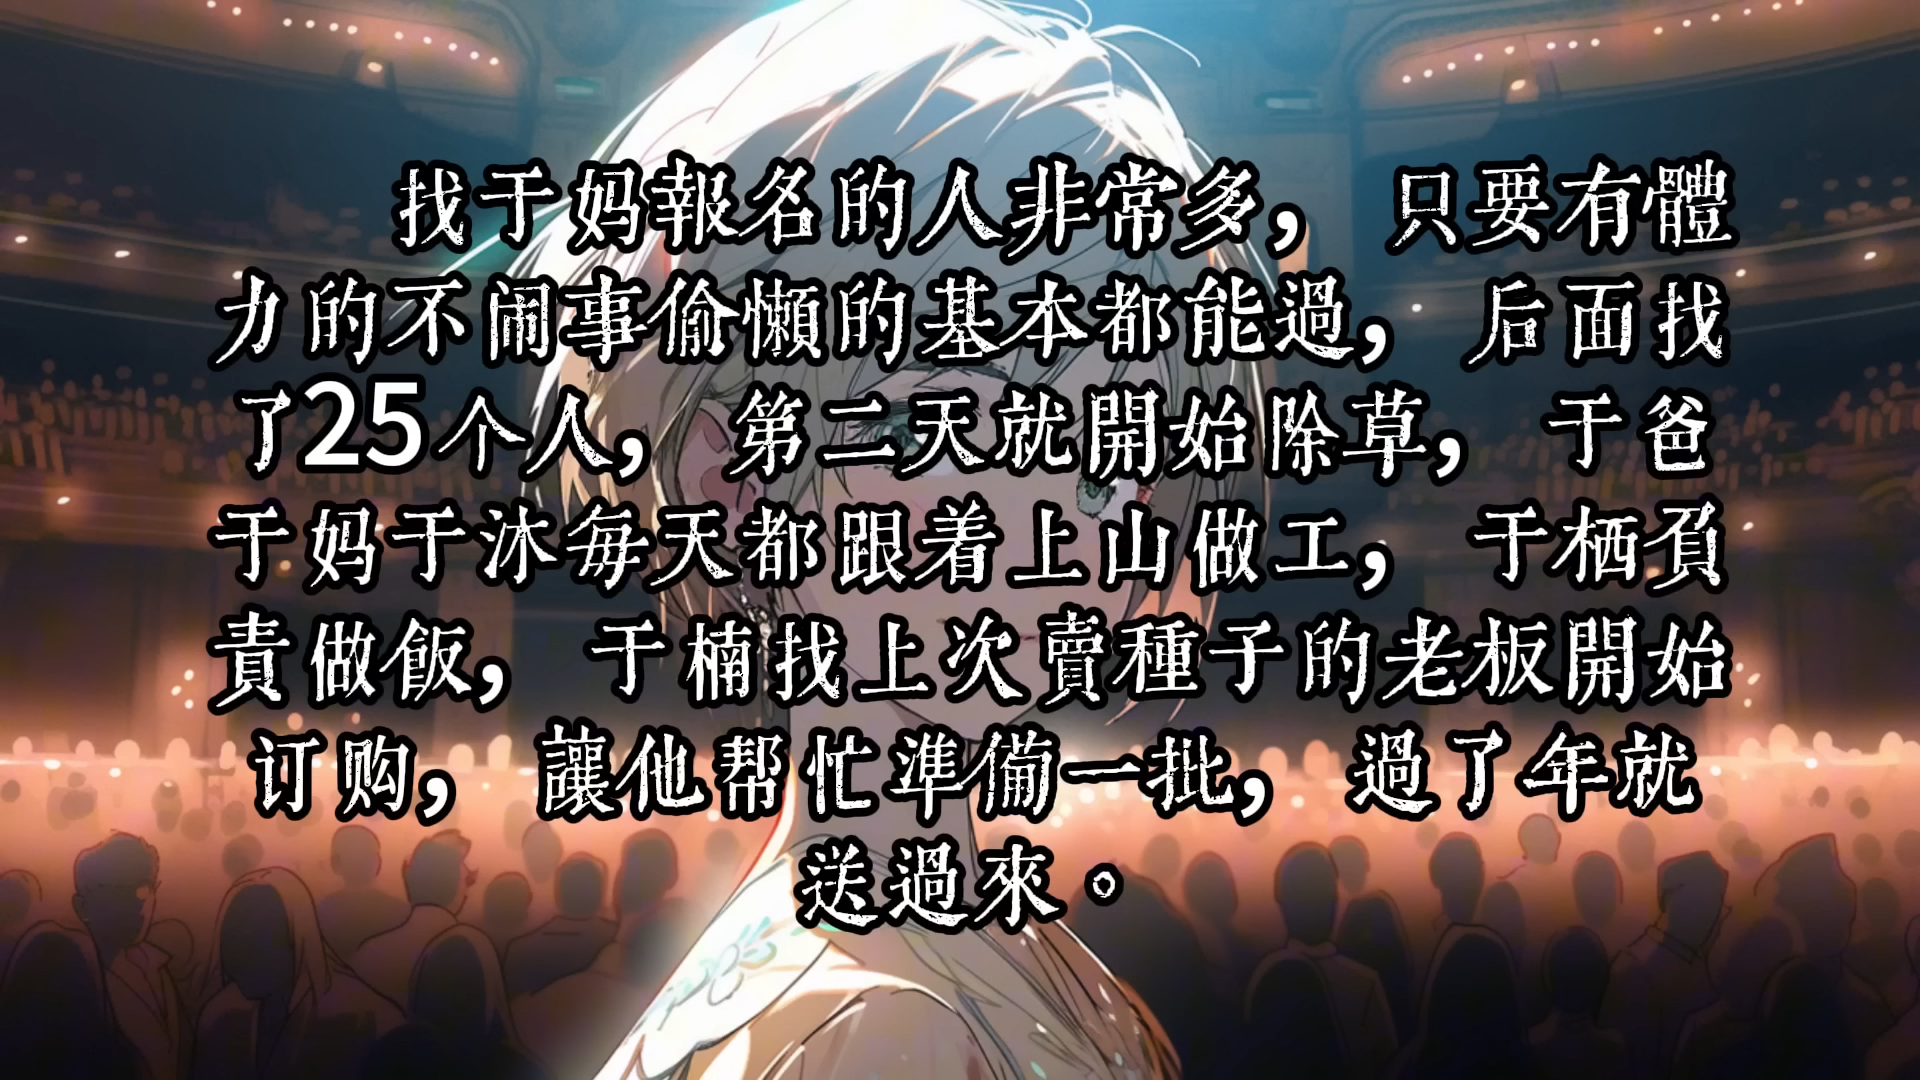 找于妈報名的人非常多，只要有體
力的不闹事偷懶的基本都能過，后面找
了25个人，第二天就開始除草，于爸
于妈于沐每天都跟着上山做工，于栖負
責做飯，于楠找上次賣種子的老板開始
订购，讓他帮忙準備一批，過了年就
送過來。